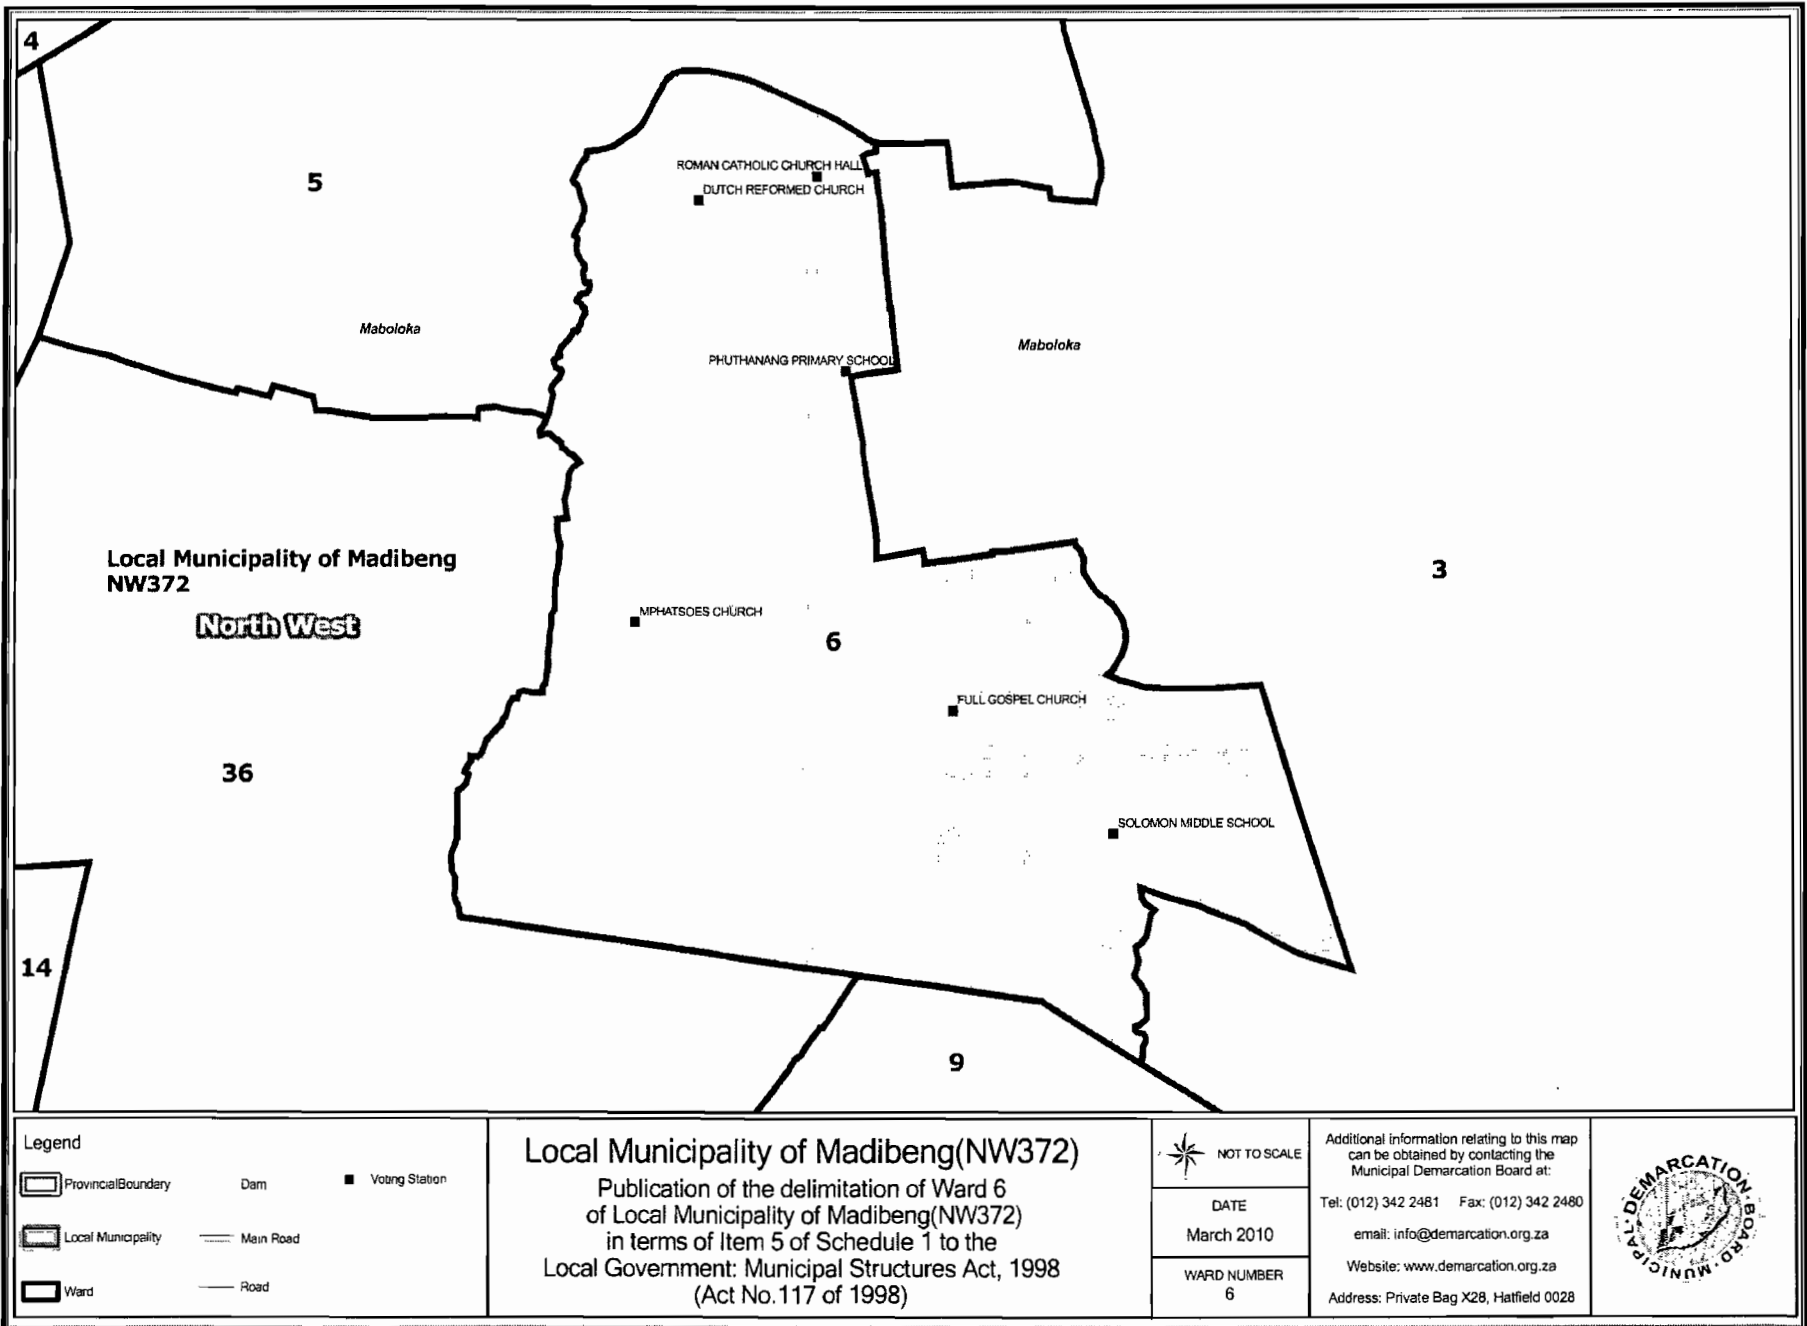 4
5
ROMAN CATHOLIC CHURCH HALL
DUTCH REFORMED CHURCH
Maboloka
Maboloka
PHUTHANANG PRIMARY SCHOOL
Local Municipality of Madibeng
NW372
North West
3
MPHATSOES CHURCH
6
FULL GOSPEL CHURCH
36
SOLOMON MIDDLE SCHOOL
14
9
Legend
ProvincialBoundary
Dam
Voting Station
Local Municipality
Main Road
Ward
Road
Local Municipality of Madibeng(NW372)
Publication of the delimitation of Ward 6
of Local Municipality of Madibeng(NW372)
in terms of Item 5 of Schedule 1 to the
Local Government: Municipal Structures Act, 1998
(Act No.117 of 1998)
NOT TO SCALE
DATE
March 2010
WARD NUMBER
6
Additional information relating to this map
can be obtained by contacting the
Municipal Demarcation Board at:
Tel: (012) 342 2481 Fax: (012) 342 2480
email: info@demarcation.org.za
Website: www.demarcation.org.za
Address: Private Bag X28, Hatfield 0028
MUNICIPAL · DEMARCATION · BOARD ·